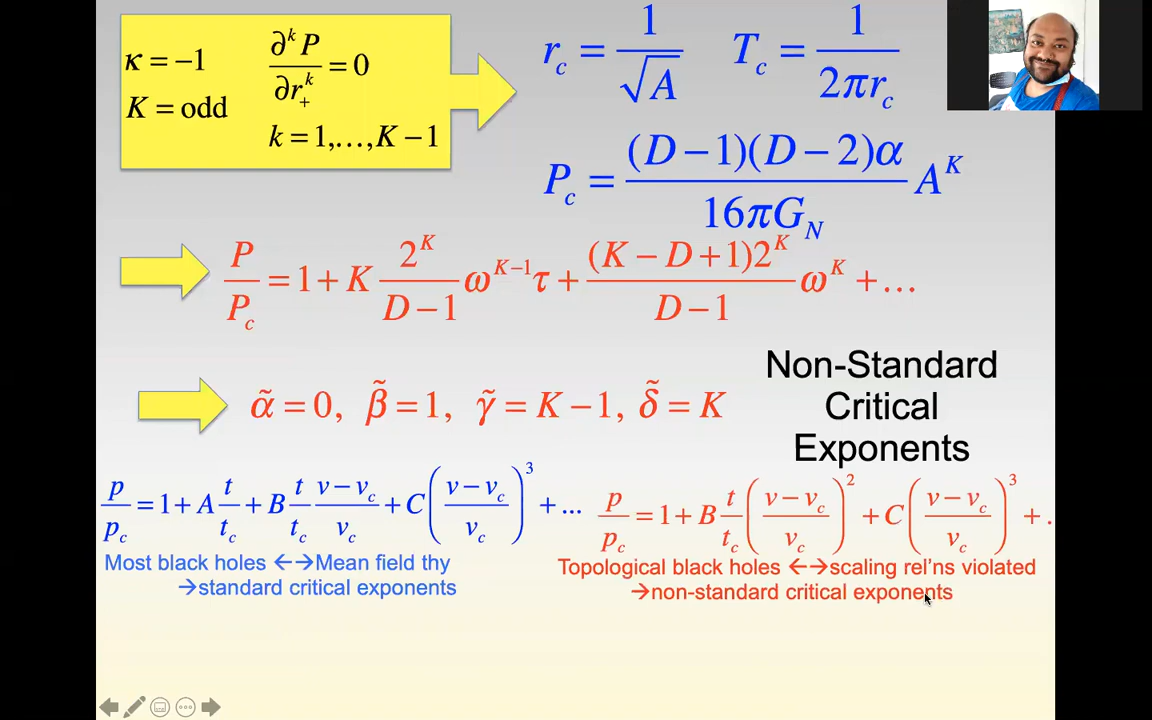 κ = −1
K = odd
∂^k P / ∂r_+^k = 0
k = 1,…,K − 1
r_c = 1 / √A
T_c = 1 / 2πr_c
P_c = (D − 1)(D − 2)α / 16πG_N A^K
P / P_c = 1 + K 2^K / D − 1 ω^{K−1} τ + (K − D + 1)2^K / D − 1 ω^K + …
α̃ = 0, β̃ = 1, γ̃ = K − 1, δ̃ = K
Non-Standard
Critical
Exponents
p / p_c = 1 + A t / t_c + B t / t_c v − v_c / v_c + C ( v − v_c / v_c )^3 + ...
Most black holes ←→Mean field thy
→standard critical exponents
p / p_c = 1 + B t / t_c ( v − v_c / v_c )^2 + C ( v − v_c / v_c )^3 + .
Topological black holes ←→scaling rel’ns violated
→non-standard critical exponents